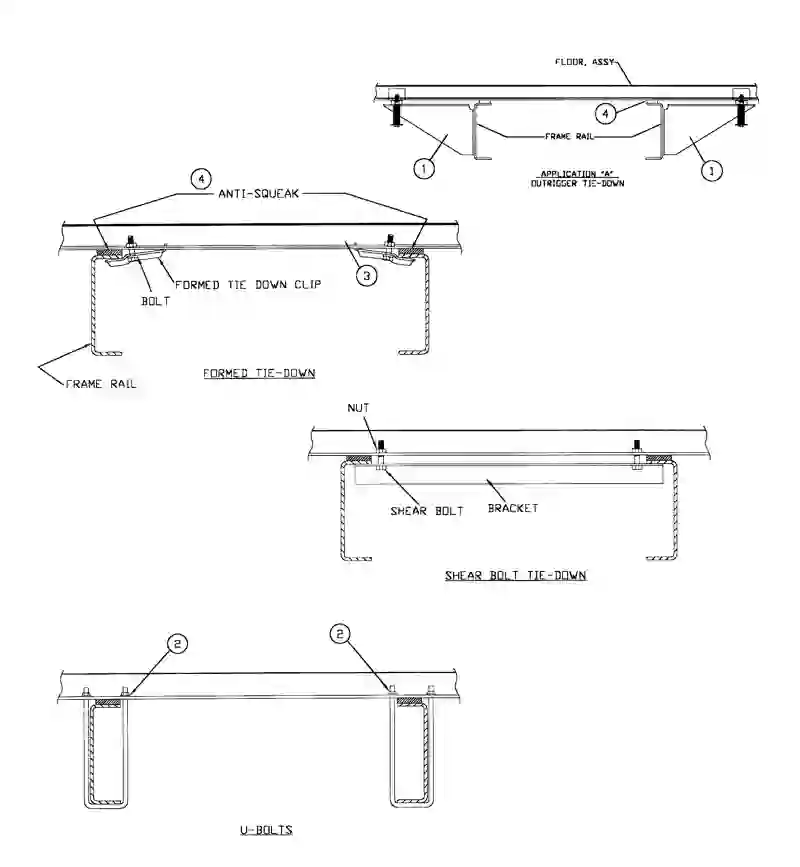 FLOOR. ASSY
4
FRAME RAIL
1
1
APPLICATION "A"
OUTRIGGER TIE-DOWN
4
ANTI-SQUEAK
3
FORMED TIE DOWN CLIP
BOLT
FORMED TIE-DOWN
FRAME RAIL
NUT
SHEAR BOLT
BRACKET
SHEAR BOLT TIE-DOWN
2
2
U-BOLTS